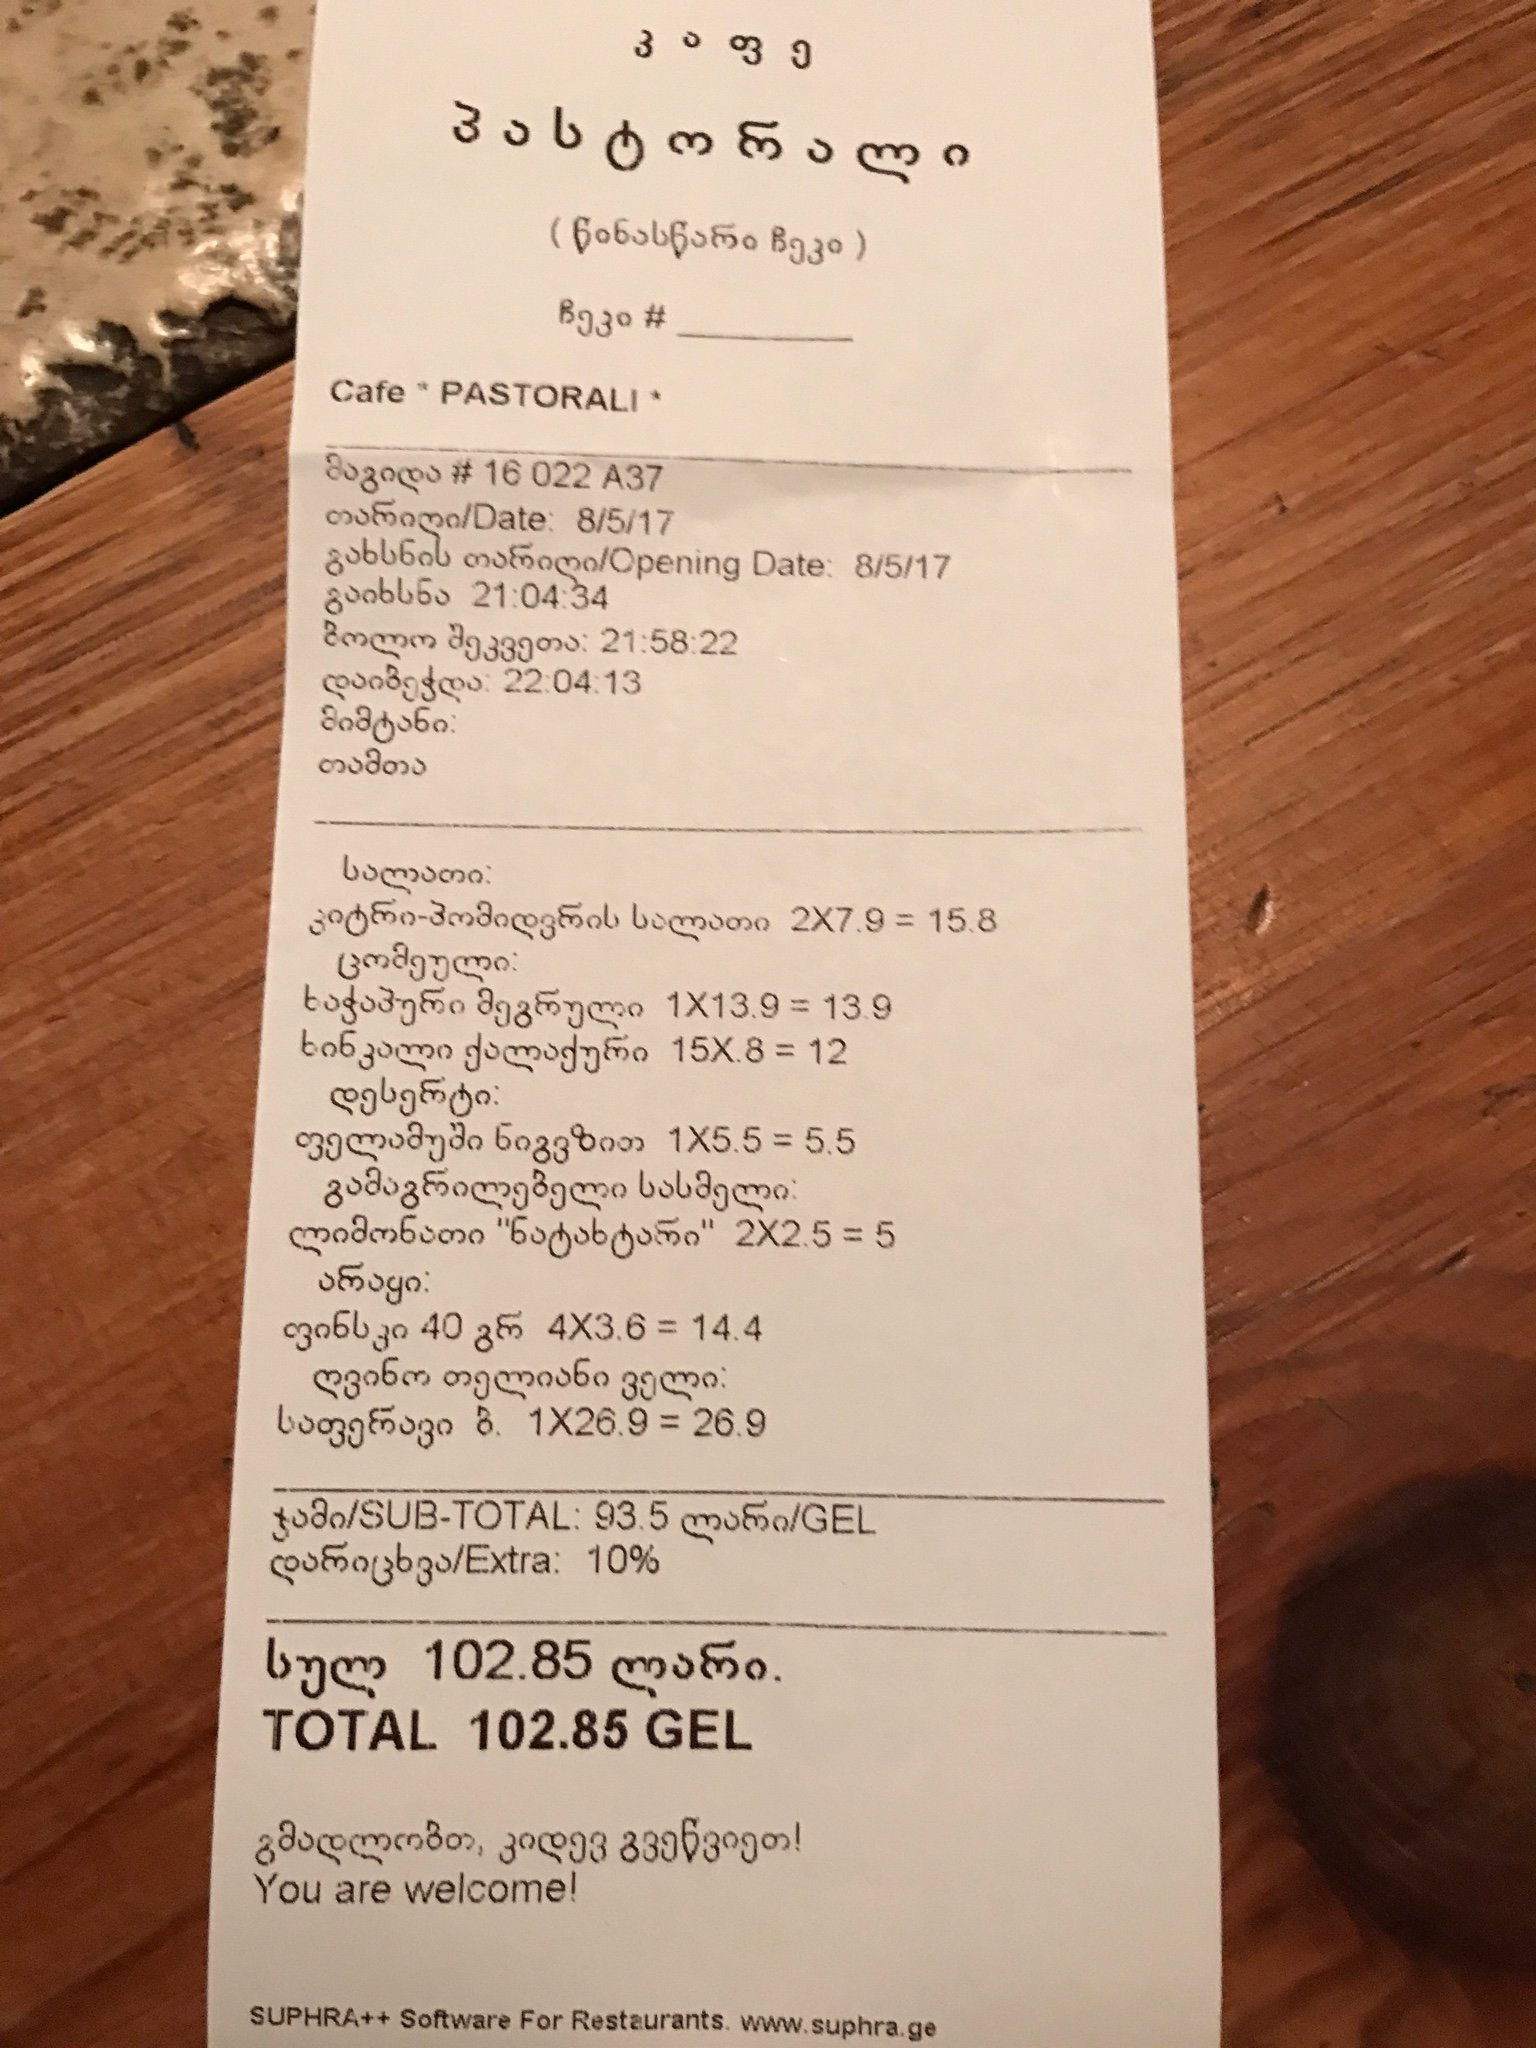 კაფე
პასტორალი
( წინასწარი ჩეკი )
ჩეკი # __________
Cafe * PASTORALI *
მაგიდა # 16 022 A37
თარიღი/Date: 8/5/17
გახსნის თარიღი/Opening Date: 8/5/17
გაიხსნა 21:04:34
ბოლო შეკვეთა: 21:58:22
დაიბეჭდა: 22:04:13
მიმტანი:
თამთა
სალათი:
კიტრი-პომიდვრის სალათი 2X7.9 = 15.8
ცომეული:
ხაჭაპური მეგრული 1X13.9 = 13.9
ხინკალი ქალაქური 15X.8 = 12
დესერტი:
ფელამუში ნიგვზით 1X5.5 = 5.5
გამაგრილებელი სასმელი:
ლიმონათი "ნატახტარი" 2X2.5 = 5
არაყი:
ფინსკი 40 გრ 4X3.6 = 14.4
ღვინო თელიანი ველი:
საფერავი ბ. 1X26.9 = 26.9
ჯამი/SUB-TOTAL: 93.5 ლარი/GEL
დარიცხვა/Extra: 10%
სულ 102.85 ლარი.
TOTAL 102.85 GEL
გმადლობთ, კიდევ გვეწვიეთ!
You are welcome!
SUPHRA++ Software For Restaurants. www.suphra.ge